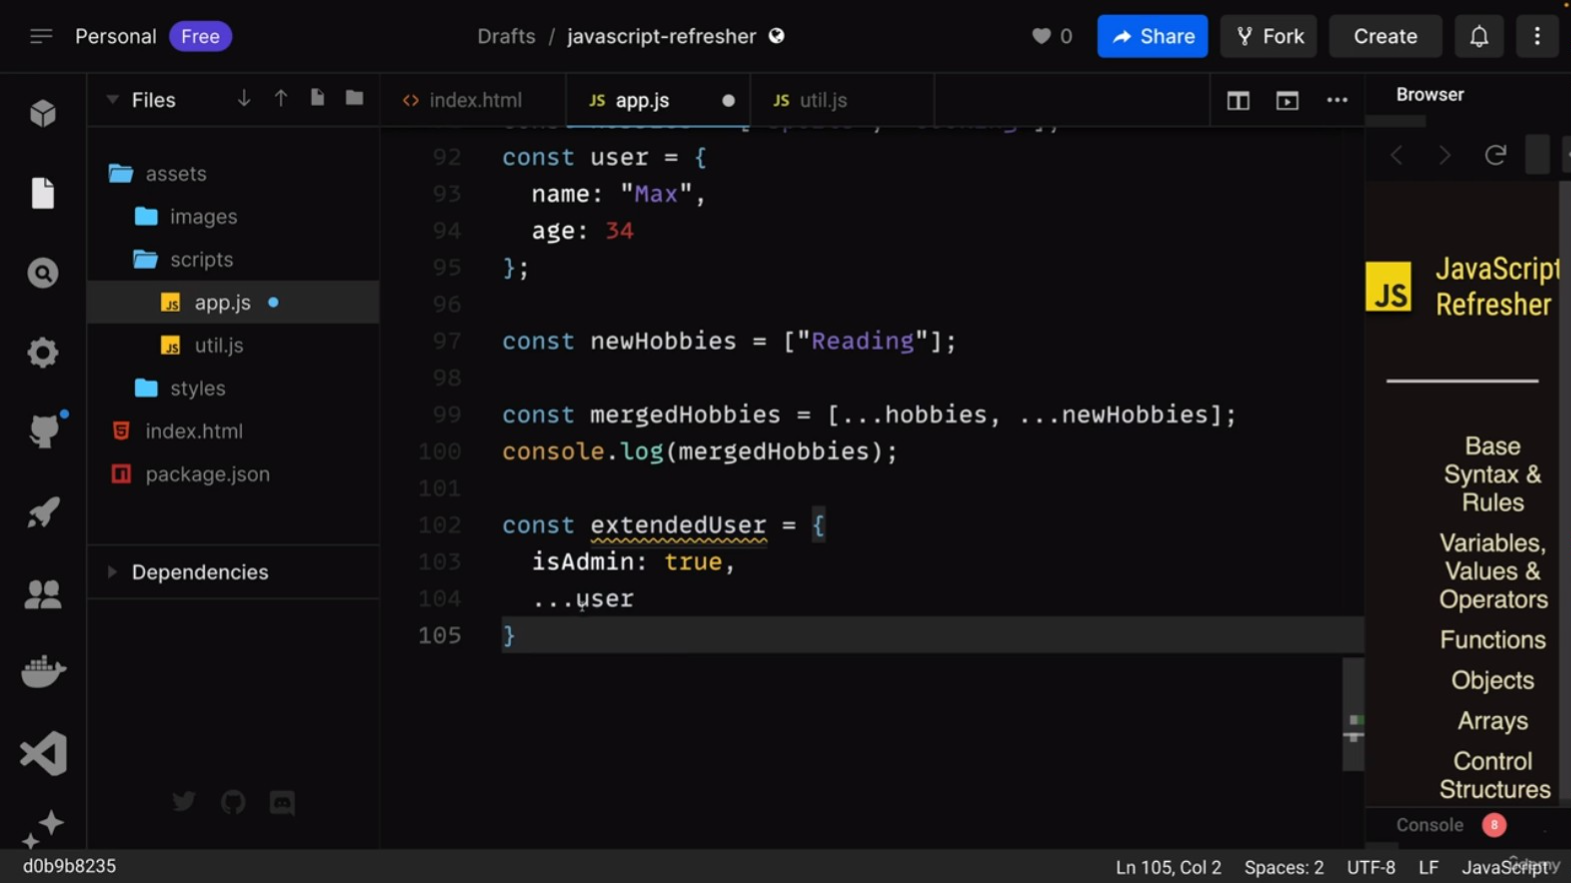 Personal Free
Drafts / javascript-refresher
0
Share
Fork
Create
Files
index.html
JS app.js
JS util.js
Browser
assets
images
scripts
JS app.js
JS util.js
styles
index.html
package.json
Dependencies
92 const user = {
93 name: "Max",
94 age: 34
95 };
96
97 const newHobbies = ["Reading"];
98
99 const mergedHobbies = [...hobbies, ...newHobbies];
100 console.log(mergedHobbies);
101
102 const extendedUser = {
103 isAdmin: true,
104 ...user
105 }
JS
JavaScript
Refresher
Base
Syntax &
Rules
Variables,
Values &
Operators
Functions
Objects
Arrays
Control
Structures
Console 8
d0b9b8235
Ln 105, Col 2
Spaces: 2
UTF-8
LF
JavaScript
Udemy